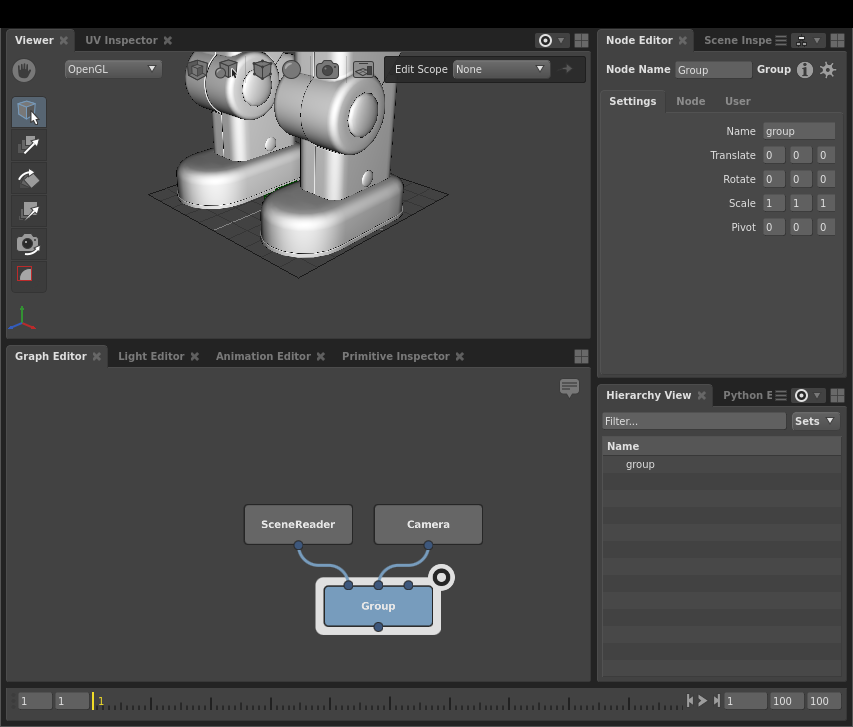 Viewer UV Inspector
OpenGL
Edit Scope None
Node Editor Scene Inspe
Node Name Group Group
Settings Node User
Name group
Translate 0 0 0
Rotate 0 0 0
Scale 1 1 1
Pivot 0 0 0
Graph Editor Light Editor Animation Editor Primitive Inspector
SceneReader Camera
Group
Hierarchy View Python E
Filter... Sets
Name
group
1 1 1 1 100 100